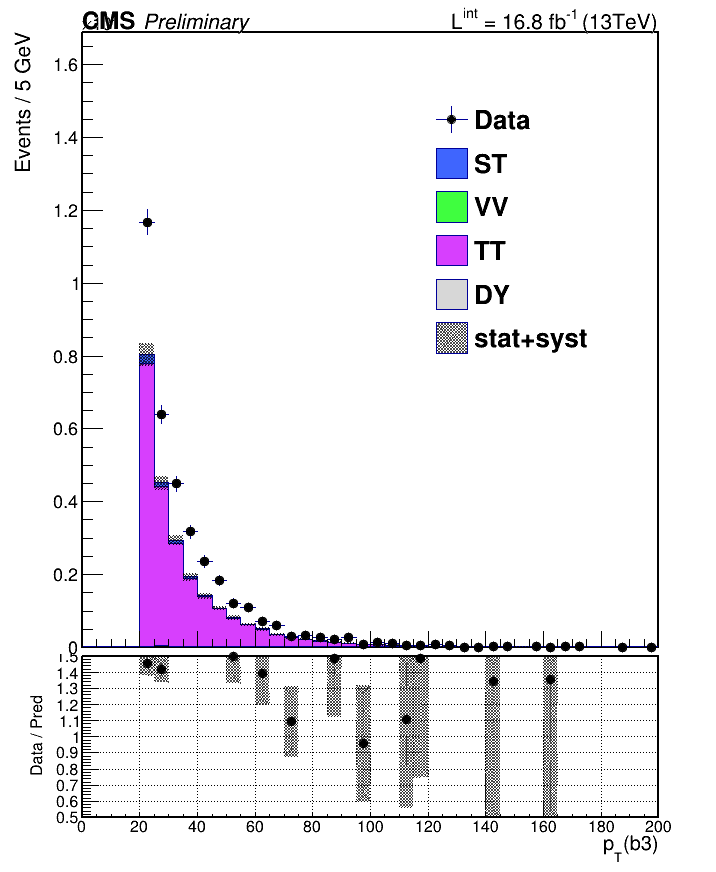 CMS Preliminary
L^int = 16.8 fb^-1 (13TeV)
Events / 5 GeV
1.6
1.4
1.2
1
0.8
0.6
0.4
0.2
0
Data
ST
VV
TT
DY
stat+syst
Data / Pred
1.5
1.4
1.3
1.2
1.1
1
0.9
0.8
0.7
0.6
0.5
0 20 40 60 80 100 120 140 160 180 200
p_T(b3)